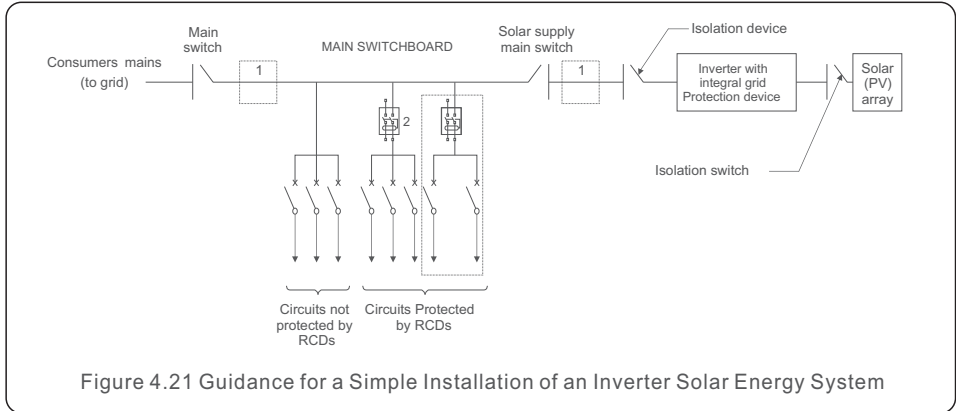 Main
switch
MAIN SWITCHBOARD
Solar supply
main switch
Isolation device
Consumers mains
(to grid)
1
1
Inverter with
integral grid
Protection device
Solar
(PV)
array
2
Isolation switch
Circuits not
protected by
RCDs
Circuits Protected
by RCDs
Figure 4.21 Guidance for a Simple Installation of an Inverter Solar Energy System